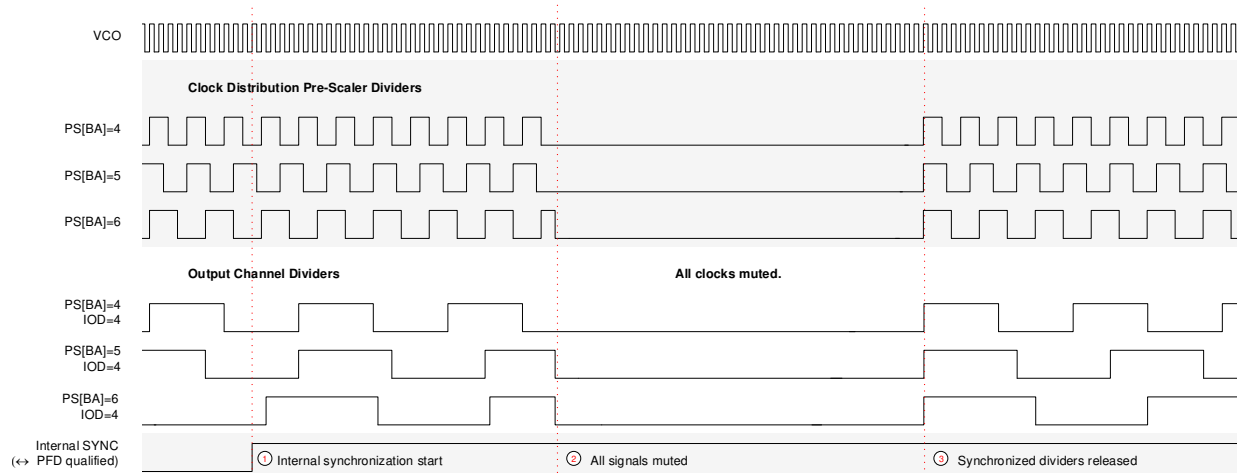 VCO
Clock Distribution Pre-Scaler Dividers
PS[BA]=4
PS[BA]=5
PS[BA]=6
Output Channel Dividers
All clocks muted.
PS[BA]=4
IOD=4
PS[BA]=5
IOD=4
PS[BA]=6
IOD=4
Internal SYNC
(↔ PFD qualified)
1 Internal synchronization start
2 All signals muted
3 Synchronized dividers released